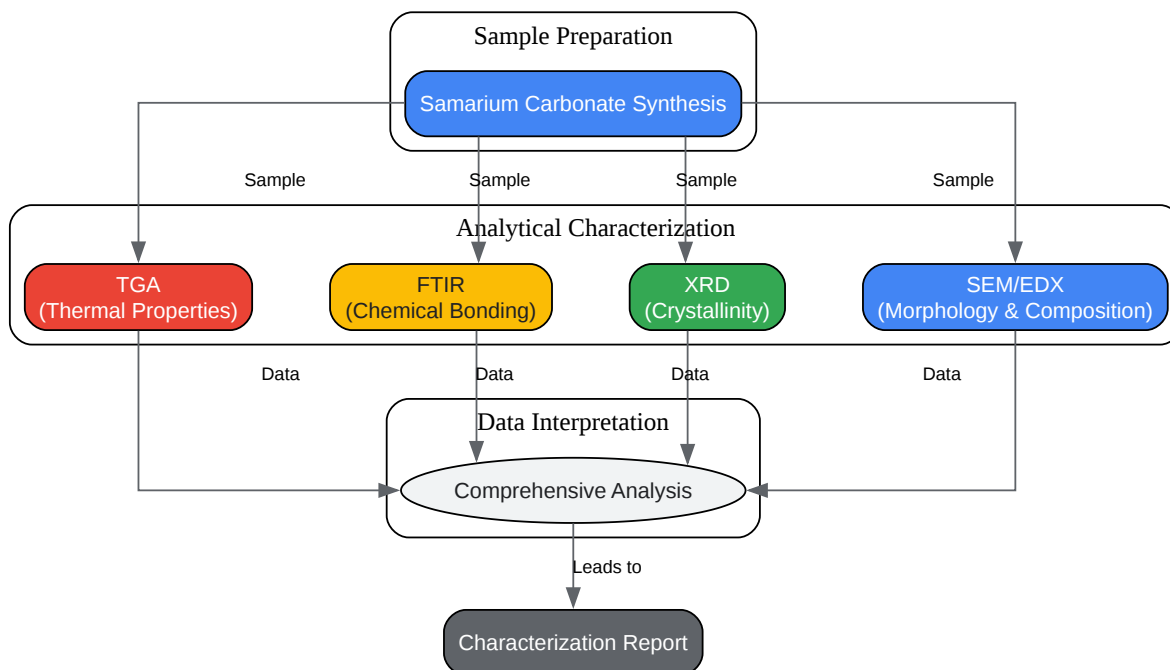 Sample Preparation
Samarium Carbonate Synthesis
Sample
Sample
Sample
Sample
Analytical Characterization
TGA
(Thermal Properties)
FTIR
(Chemical Bonding)
XRD
(Crystallinity)
SEM/EDX
(Morphology & Composition)
Data
Data
Data
Data
Data Interpretation
Comprehensive Analysis
Leads to
Characterization Report